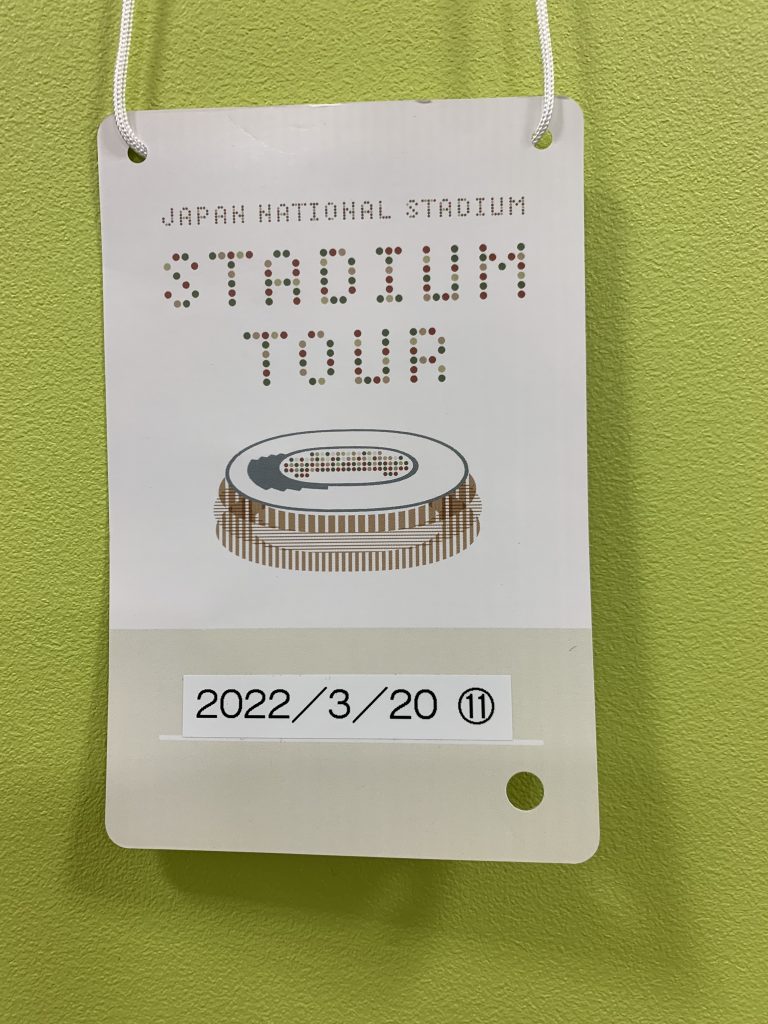 JAPAN NATIONAL STADIUM
STADIUM
TOUR
2022／3／20 ⑪